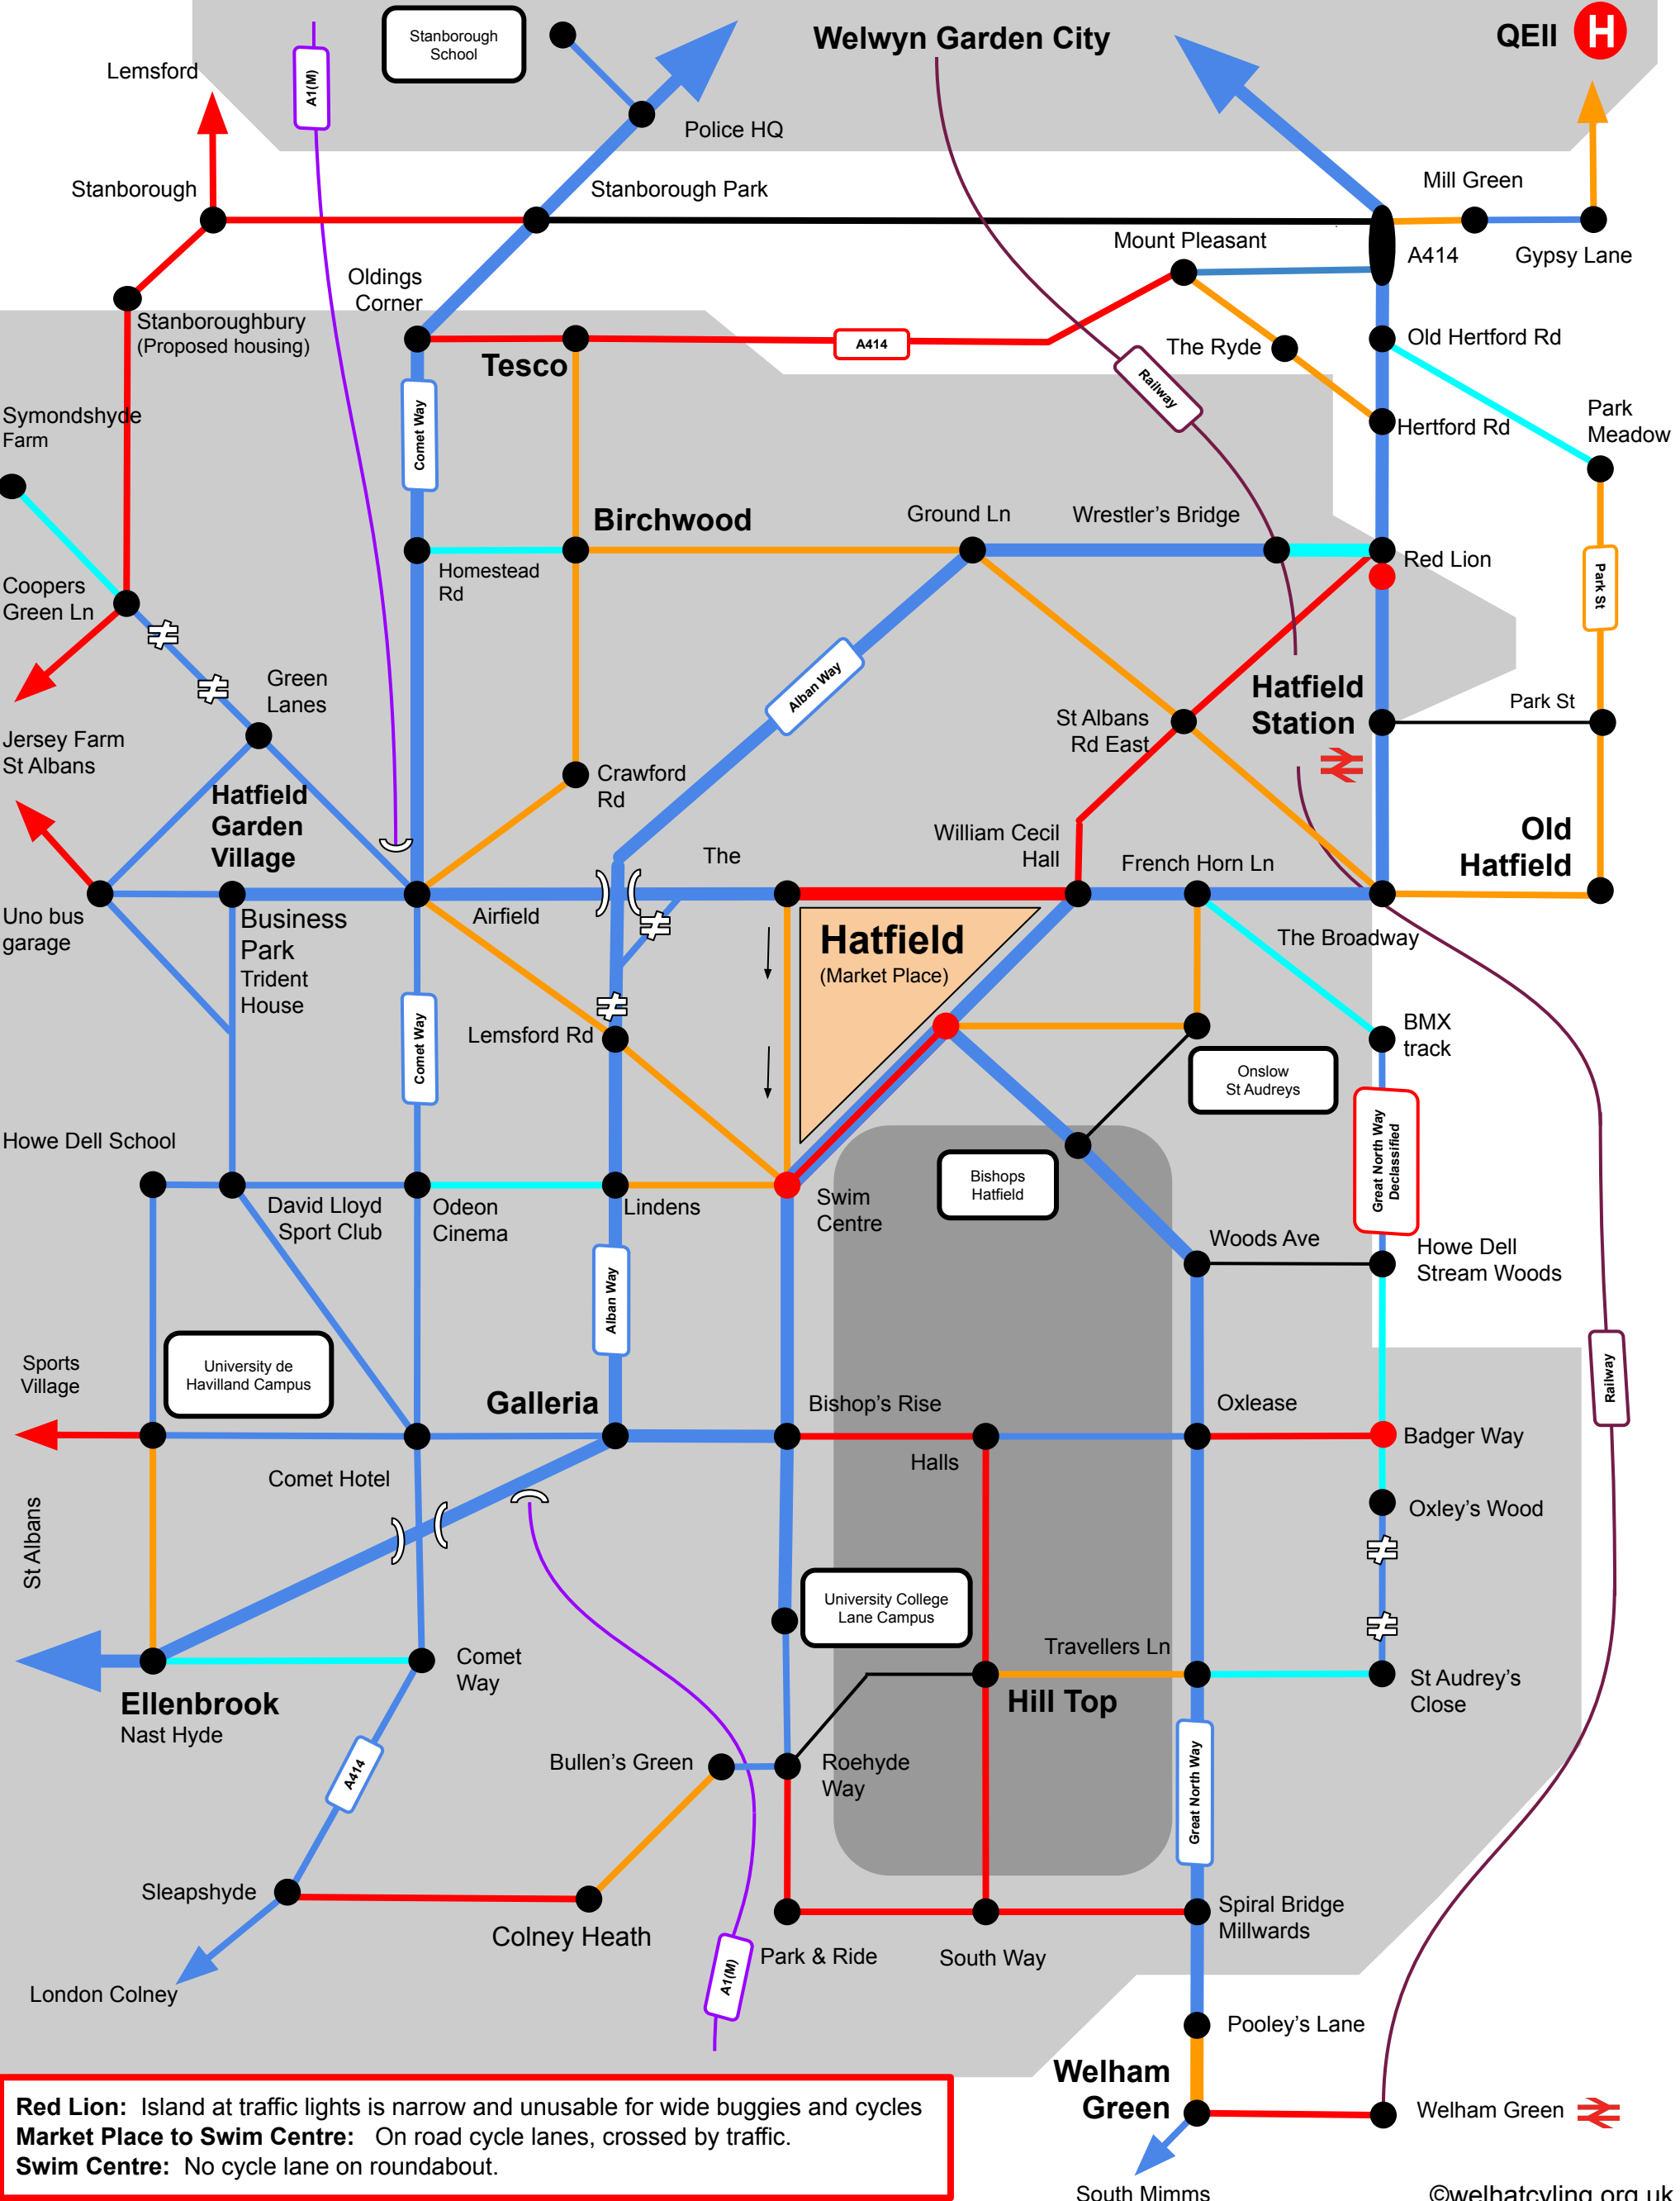 Stanborough
School
Welwyn Garden City
QEII
H
Lemsford
A1(M)
Police HQ
Stanborough
Stanborough Park
Mill Green
Mount Pleasant
A414
Gypsy Lane
Oldings
Corner
Stanboroughbury
(Proposed housing)
Tesco
A414
The Ryde
Old Hertford Rd
Railway
Comet Way
Symondshyde
Farm
Hertford Rd
Park
Meadow
Birchwood
Ground Ln
Wrestler's Bridge
Red Lion
Homestead
Rd
Coopers
Green Ln
Park St
Green
Lanes
Alban Way
Hatfield
Station
Park St
St Albans
Rd East
Jersey Farm
St Albans
Crawford
Rd
Hatfield
Garden
Village
William Cecil
Hall
The
French Horn Ln
Old
Hatfield
Uno bus
garage
Business
Park
Trident
House
Airfield
Hatfield
(Market Place)
The Broadway
Comet Way
Lemsford Rd
BMX
track
Onslow
St Audreys
Howe Dell School
Great North Way
Declassified
Bishops
Hatfield
David Lloyd
Sport Club
Odeon
Cinema
Lindens
Swim
Centre
Woods Ave
Howe Dell
Stream Woods
Alban Way
Sports
Village
University de
Havilland Campus
Galleria
Bishop's Rise
Oxlease
Railway
Badger Way
Halls
Comet Hotel
St Albans
Oxley's Wood
University College
Lane Campus
Travellers Ln
Comet
Way
Ellenbrook
Nast Hyde
Hill Top
St Audrey's
Close
A414
Bullen's Green
Roehyde
Way
Great North Way
Sleapshyde
Colney Heath
Spiral Bridge
Millwards
A1(M)
Park & Ride
South Way
London Colney
Pooley's Lane
Welham
Green
Welham Green
Red Lion: Island at traffic lights is narrow and unusable for wide buggies and cycles
Market Place to Swim Centre: On road cycle lanes, crossed by traffic.
Swim Centre: No cycle lane on roundabout.
South Mimms
©welhatcyling.org.uk